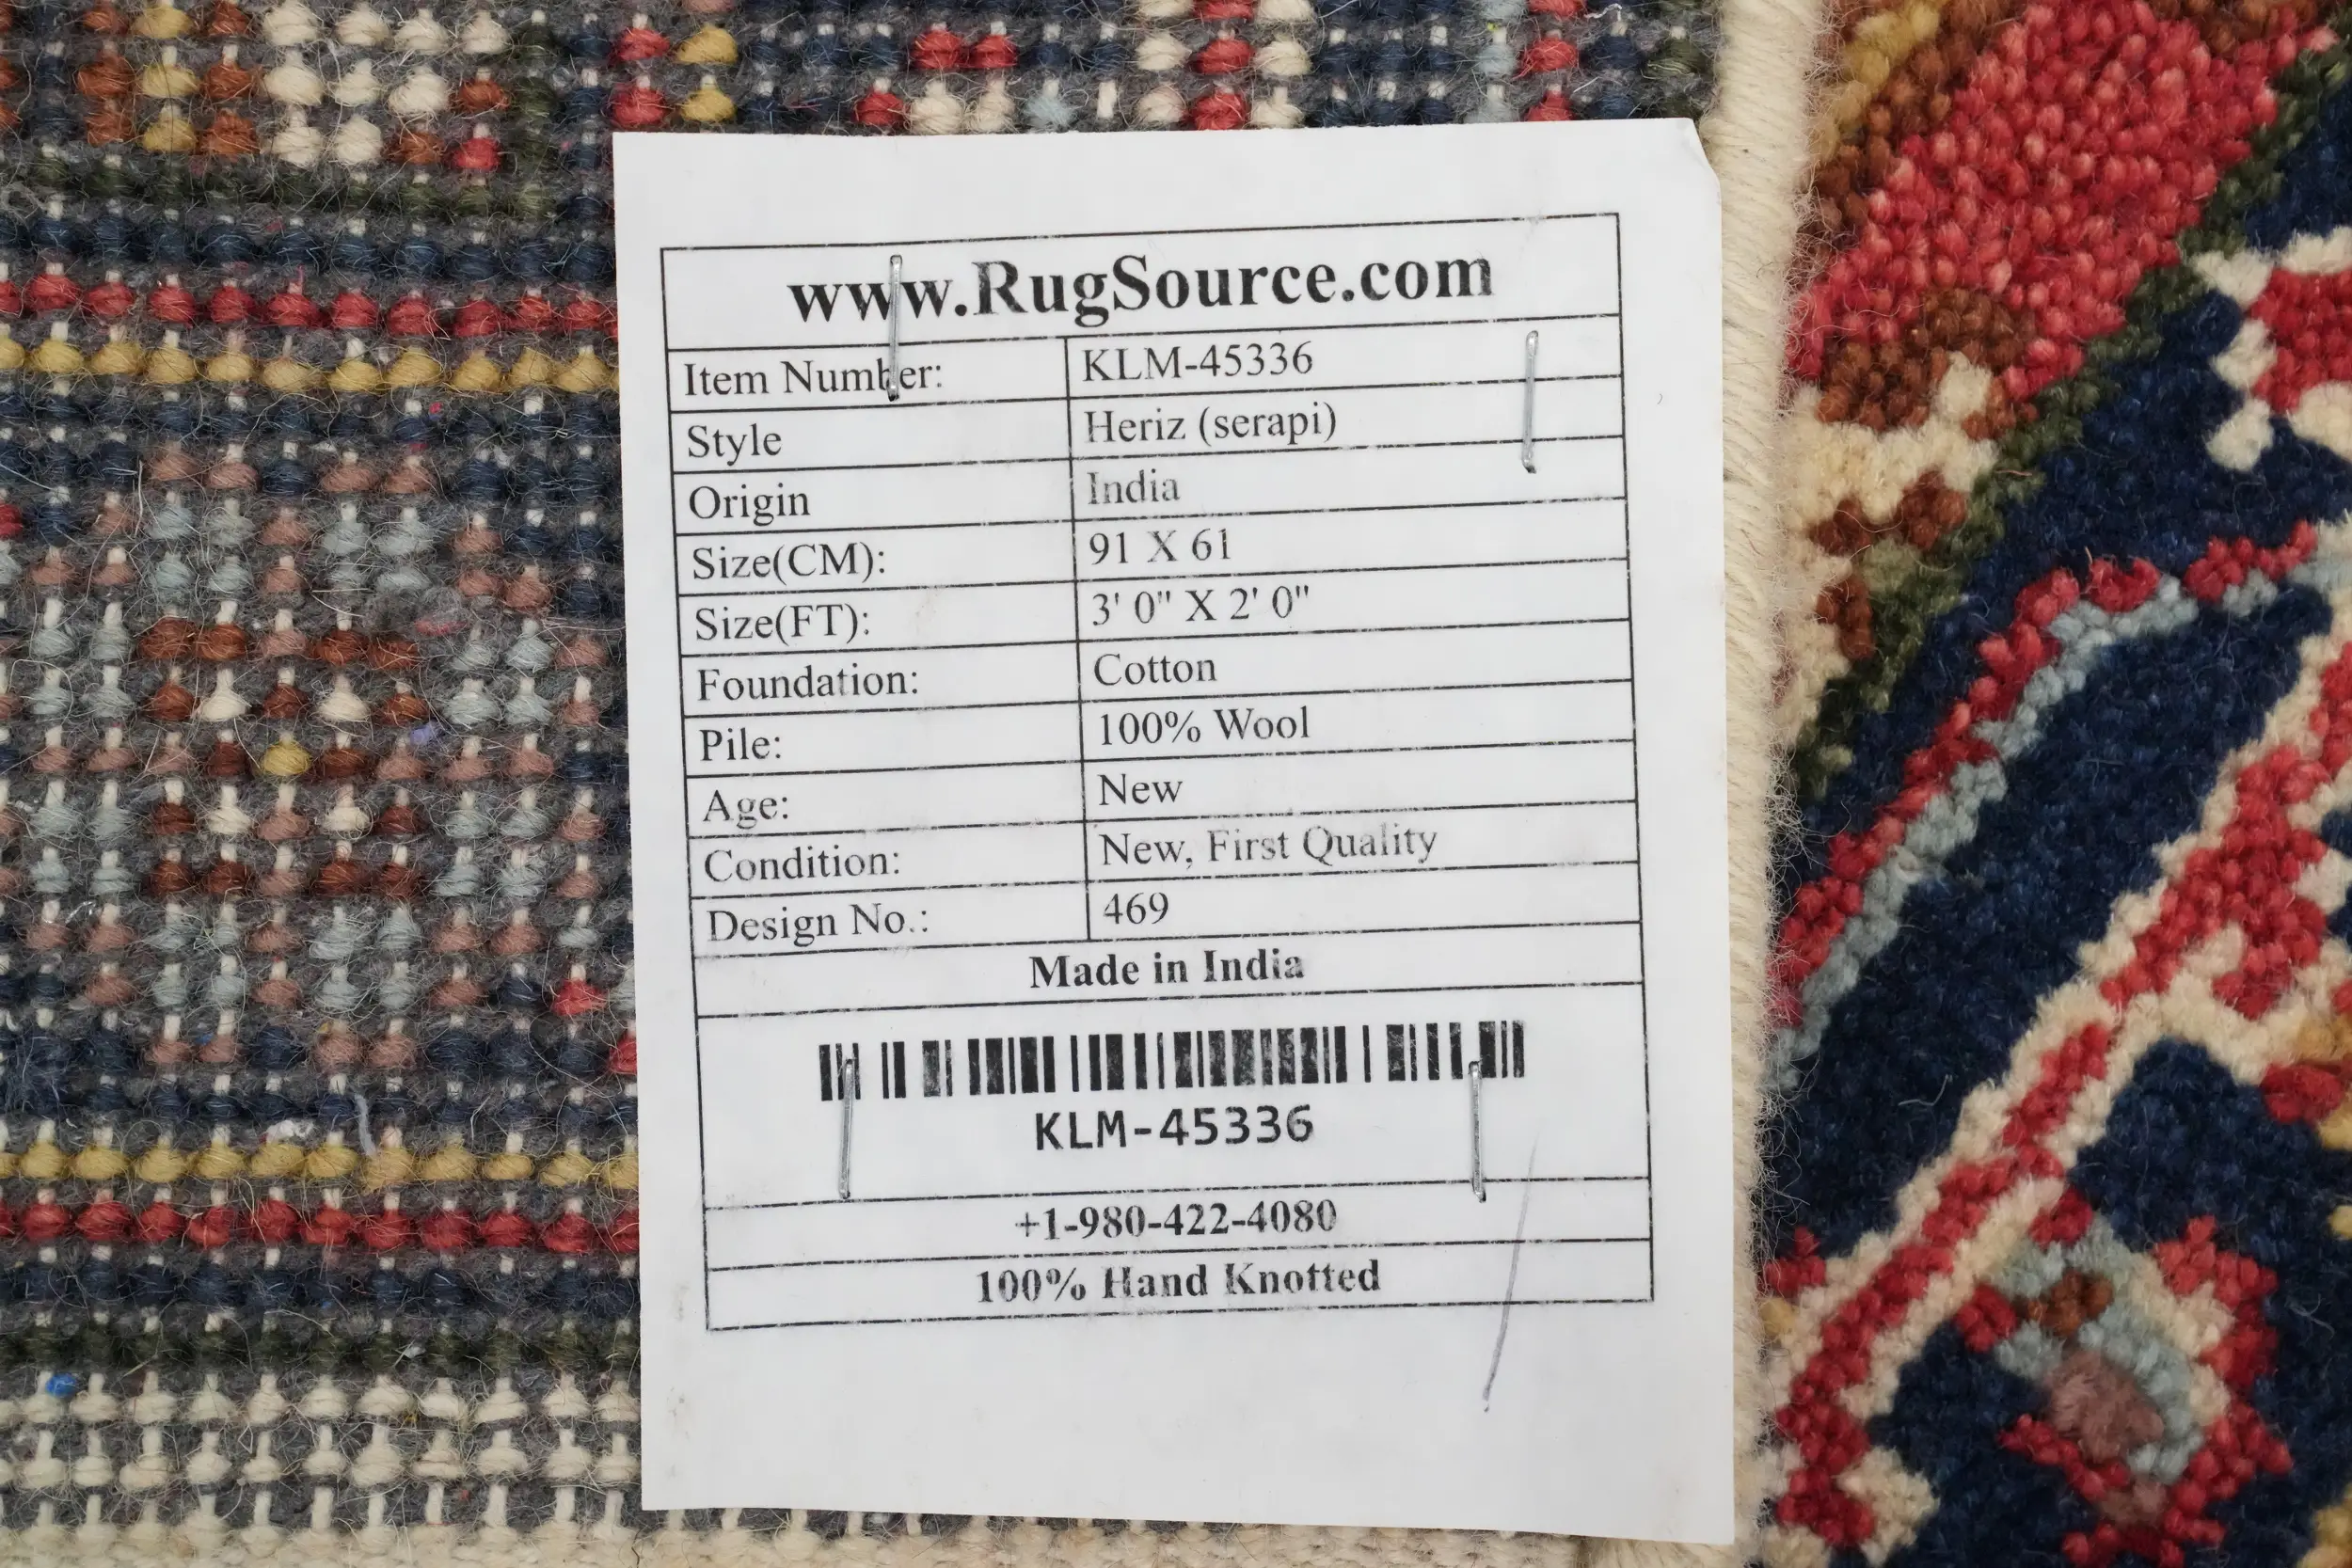 www.RugSource.com
Item Number: KLM-45336
Style Heriz (serapi)
Origin India
Size(CM): 91 X 61
Size(FT): 3' 0" X 2' 0"
Foundation: Cotton
Pile: 100% Wool
Age: New
Condition: New, First Quality
Design No.: 469
Made in India
KLM-45336
+1-980-422-4080
100% Hand Knotted